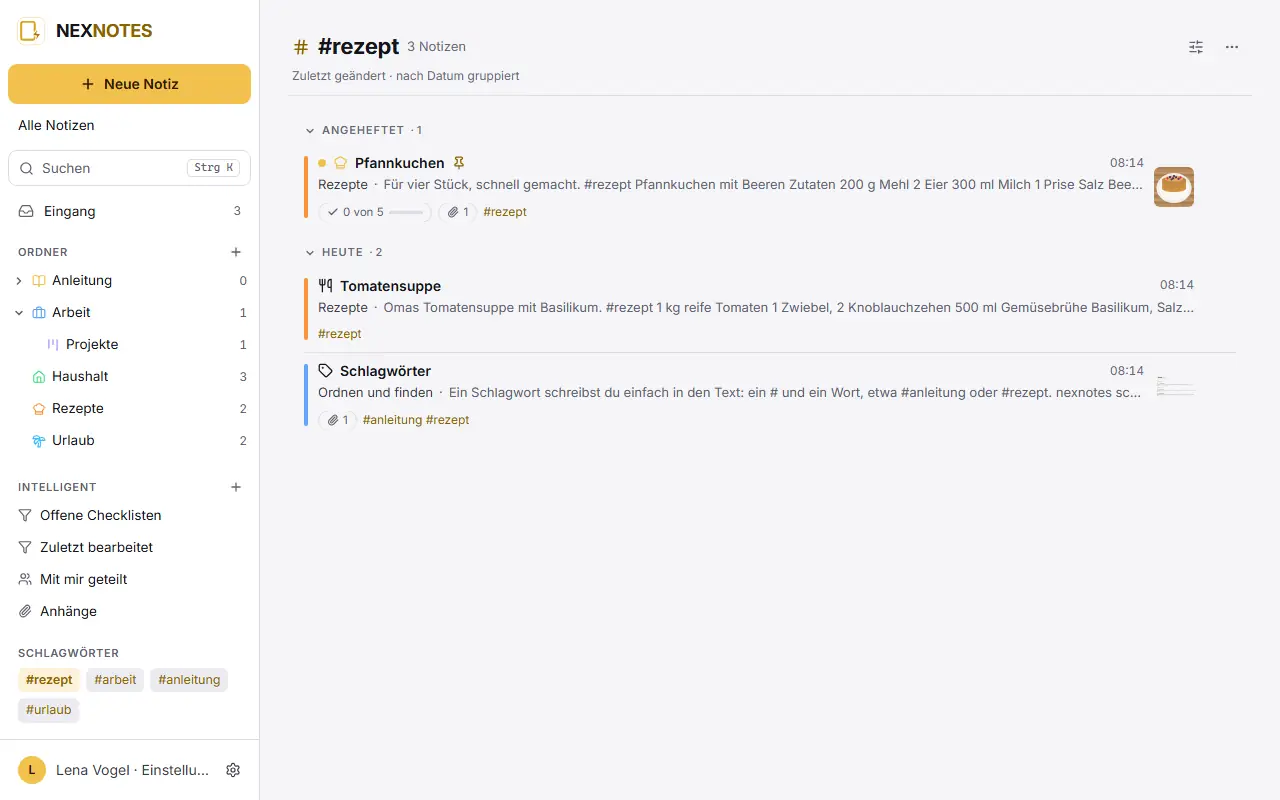 NEXNOTES
Neue Notiz
Alle Notizen
Suchen Strg K
Eingang 3
ORDNER
Anleitung 0
Arbeit 1
Projekte 1
Haushalt 3
Rezepte 2
Urlaub 2
INTELLIGENT
Offene Checklisten
Zuletzt bearbeitet
Mit mir geteilt
Anhänge
SCHLAGWÖRTER
#rezept #arbeit #anleitung
#urlaub
L Lena Vogel · Einstellu...
# #rezept 3 Notizen
Zuletzt geändert · nach Datum gruppiert
ANGEHEFTET · 1
Pfannkuchen 08:14
Rezepte · Für vier Stück, schnell gemacht. #rezept Pfannkuchen mit Beeren Zutaten 200 g Mehl 2 Eier 300 ml Milch 1 Prise Salz Bee...
0 von 5 1 #rezept
HEUTE · 2
Tomatensuppe 08:14
Rezepte · Omas Tomatensuppe mit Basilikum. #rezept 1 kg reife Tomaten 1 Zwiebel, 2 Knoblauchzehen 500 ml Gemüsebrühe Basilikum, Salz...
#rezept
Schlagwörter 08:14
Ordnen und finden · Ein Schlagwort schreibst du einfach in den Text: ein # und ein Wort, etwa #anleitung oder #rezept. nexnotes sc...
1 #anleitung #rezept